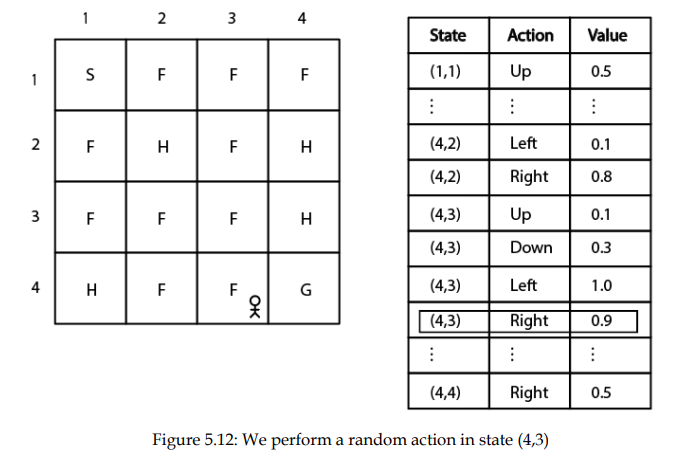 1 2 3 4
1 S F F F
2 F H F H
3 F F F H
4 H F F G
State Action Value
(1,1) Up 0.5
⋮ ⋮ ⋮
(4,2) Left 0.1
(4,2) Right 0.8
(4,3) Up 0.1
(4,3) Down 0.3
(4,3) Left 1.0
(4,3) Right 0.9
⋮ ⋮ ⋮
(4,4) Right 0.5
Figure 5.12: We perform a random action in state (4,3)